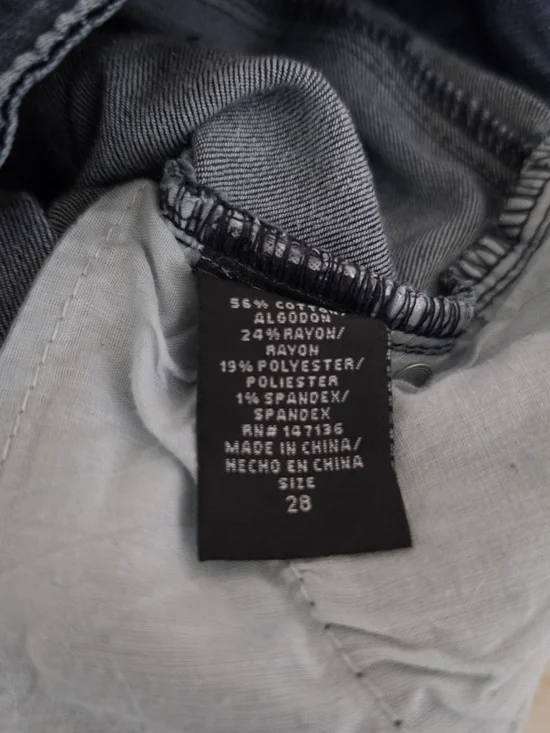 56% COTTON/
ALGODON
24% RAYON/
RAYON
19% POLYESTER/
POLIESTER
1% SPANDEX/
SPANDEX
RN# 147136
MADE IN CHINA/
HECHO EN CHINA
SIZE
28